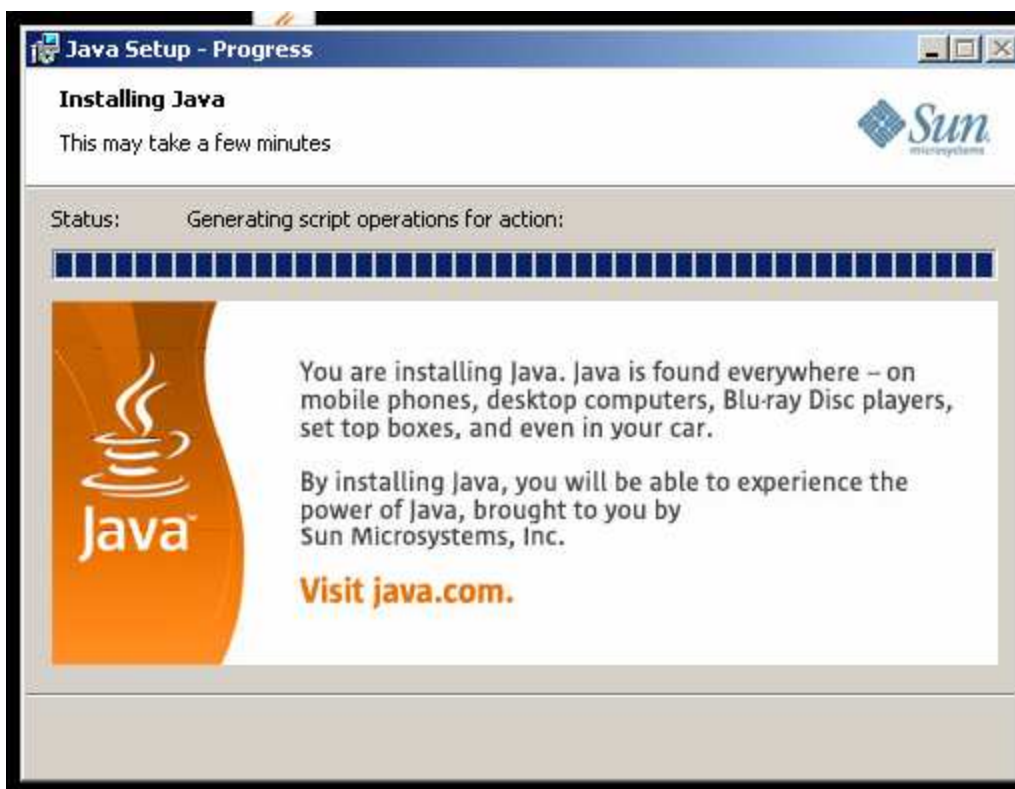 Java Setup - Progress
Installing Java
This may take a few minutes
Sun
microsystems
Status: Generating script operations for action:
You are installing Java. Java is found everywhere – on
mobile phones, desktop computers, Blu-ray Disc players,
set top boxes, and even in your car.
By installing Java, you will be able to experience the
power of Java, brought to you by
Sun Microsystems, Inc.
Visit java.com.
Java™